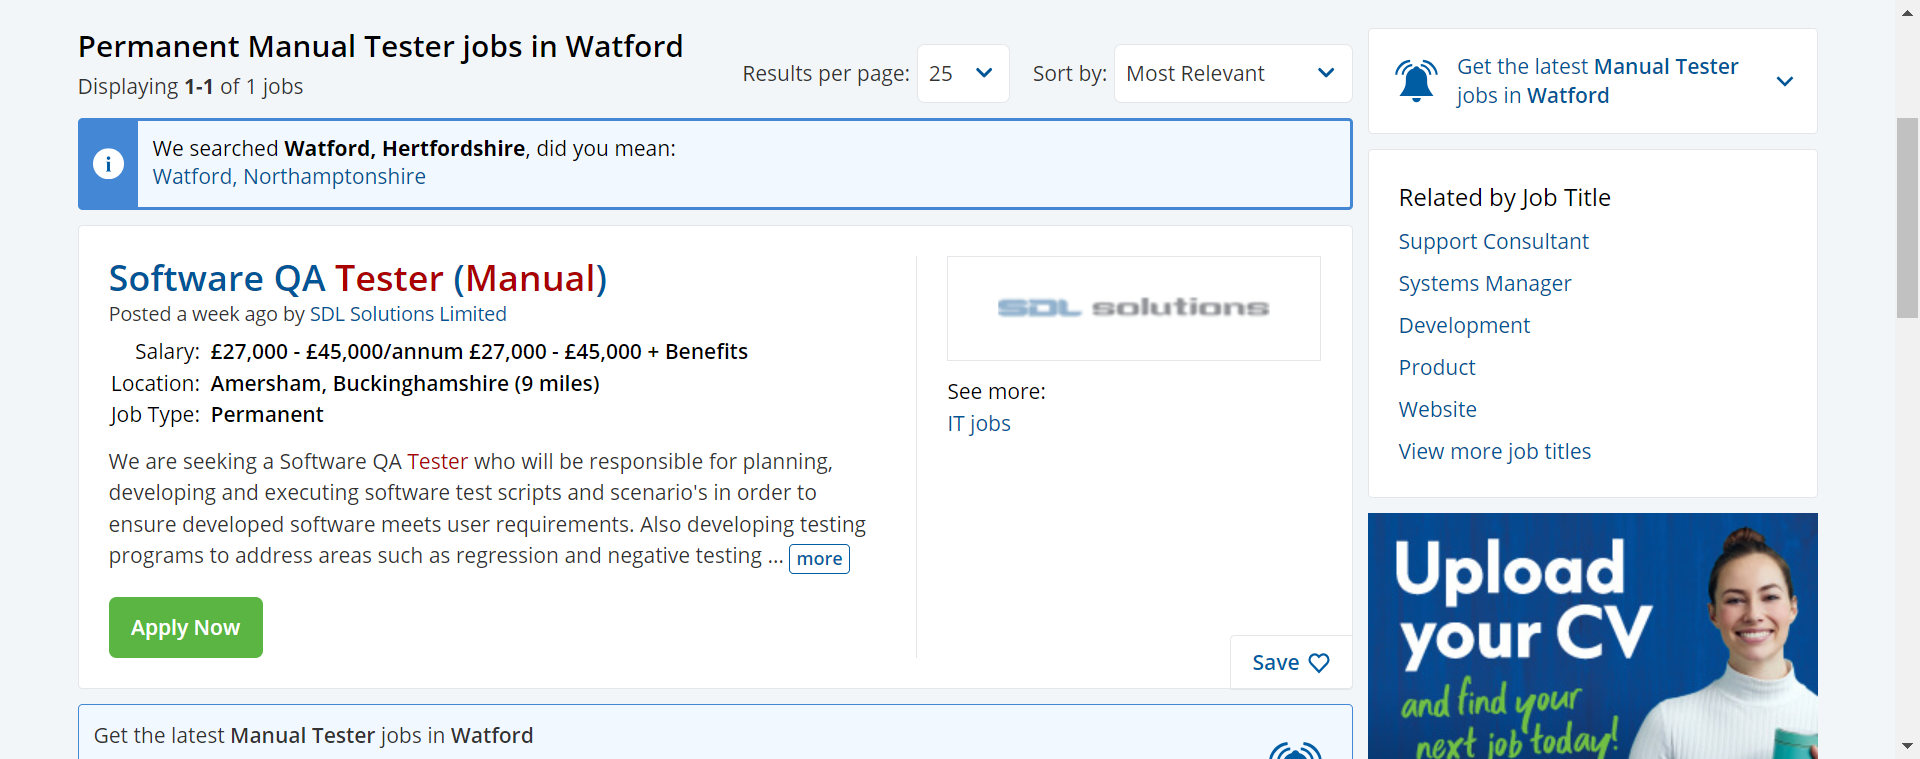 Permanent Manual Tester jobs in Watford
Displaying 1-1 of 1 jobs
Results per page: 25
Sort by: Most Relevant
We searched Watford, Hertfordshire, did you mean:
Watford, Northamptonshire
Software QA Tester (Manual)
Posted a week ago by SDL Solutions Limited
Salary: £27,000 - £45,000/annum £27,000 - £45,000 + Benefits
Location: Amersham, Buckinghamshire (9 miles)
Job Type: Permanent
We are seeking a Software QA Tester who will be responsible for planning,
developing and executing software test scripts and scenario's in order to
ensure developed software meets user requirements. Also developing testing
programs to address areas such as regression and negative testing ... more
Apply Now
SDL solutions
See more:
IT jobs
Save
Get the latest Manual Tester jobs in Watford
Get the latest Manual Tester
jobs in Watford
Related by Job Title
Support Consultant
Systems Manager
Development
Product
Website
View more job titles
Upload
your CV
and find your
next job today!